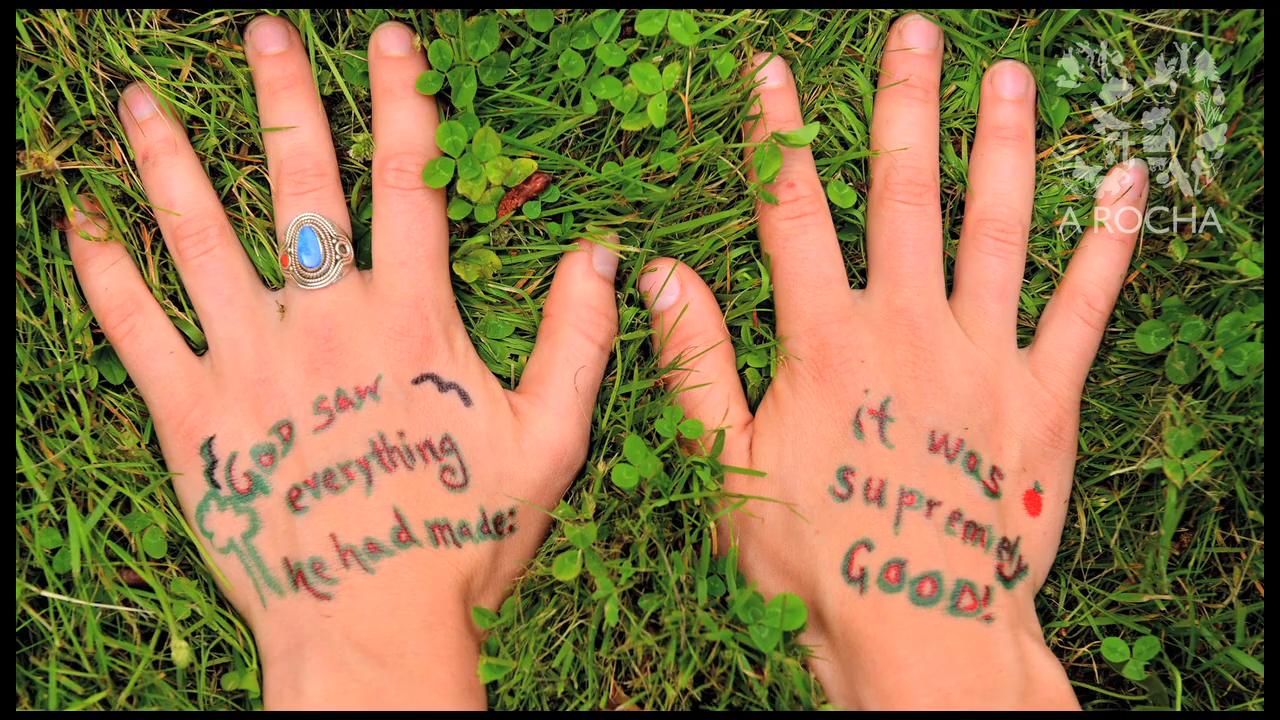 GOD saw
everything
he had made:
it was
supremely
GOOD!
A ROCHA